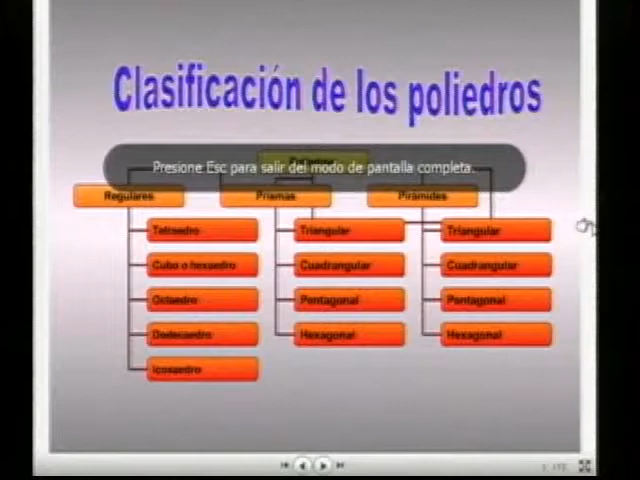 Clasificación de los poliedros
Presione Esc para salir del modo de pantalla completa.
Regulares
Prismas
Pirámides
Tetraedro
Triangular
Triangular
Cubo o hexaedro
Cuadrangular
Cuadrangular
Octaedro
Pentagonal
Pentagonal
Dodecaedro
Hexagonal
Hexagonal
Icosaedro